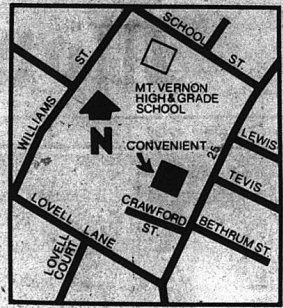 SCHOOL ST.
WILLIAMS ST.
MT. VERNON
HIGH & GRADE
SCHOOL
N
CONVENIENT
25
LEWIS
TEVIS
CRAWFORD
ST.
BETHRUM ST.
LOVELL LANE
LOVELL
COURT